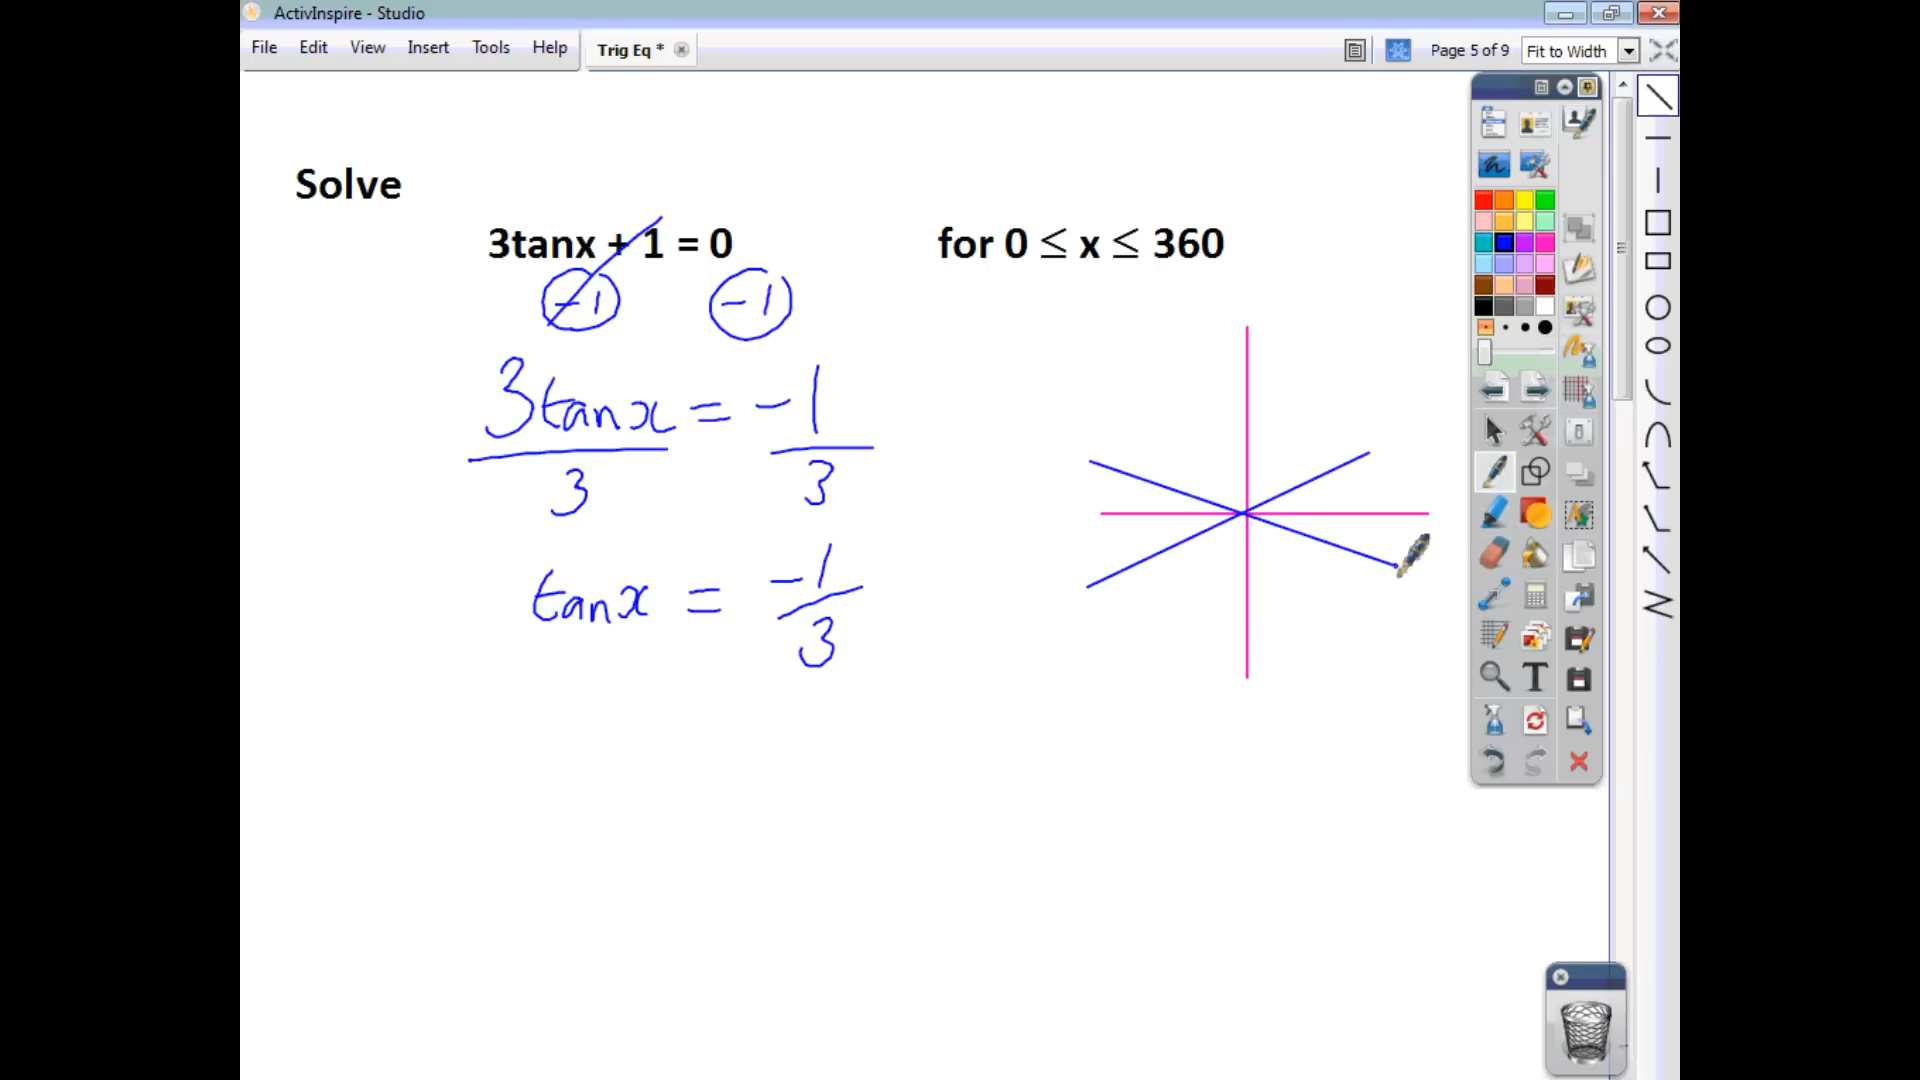 ActivInspire - Studio
File Edit View Insert Tools Help Trig Eq * Page 5 of 9 Fit to Width
Solve
3tanx + 1 = 0 for 0 ≤ x ≤ 360
-1 -1
3tanx = -1
3 3
tanx = -1
3
T